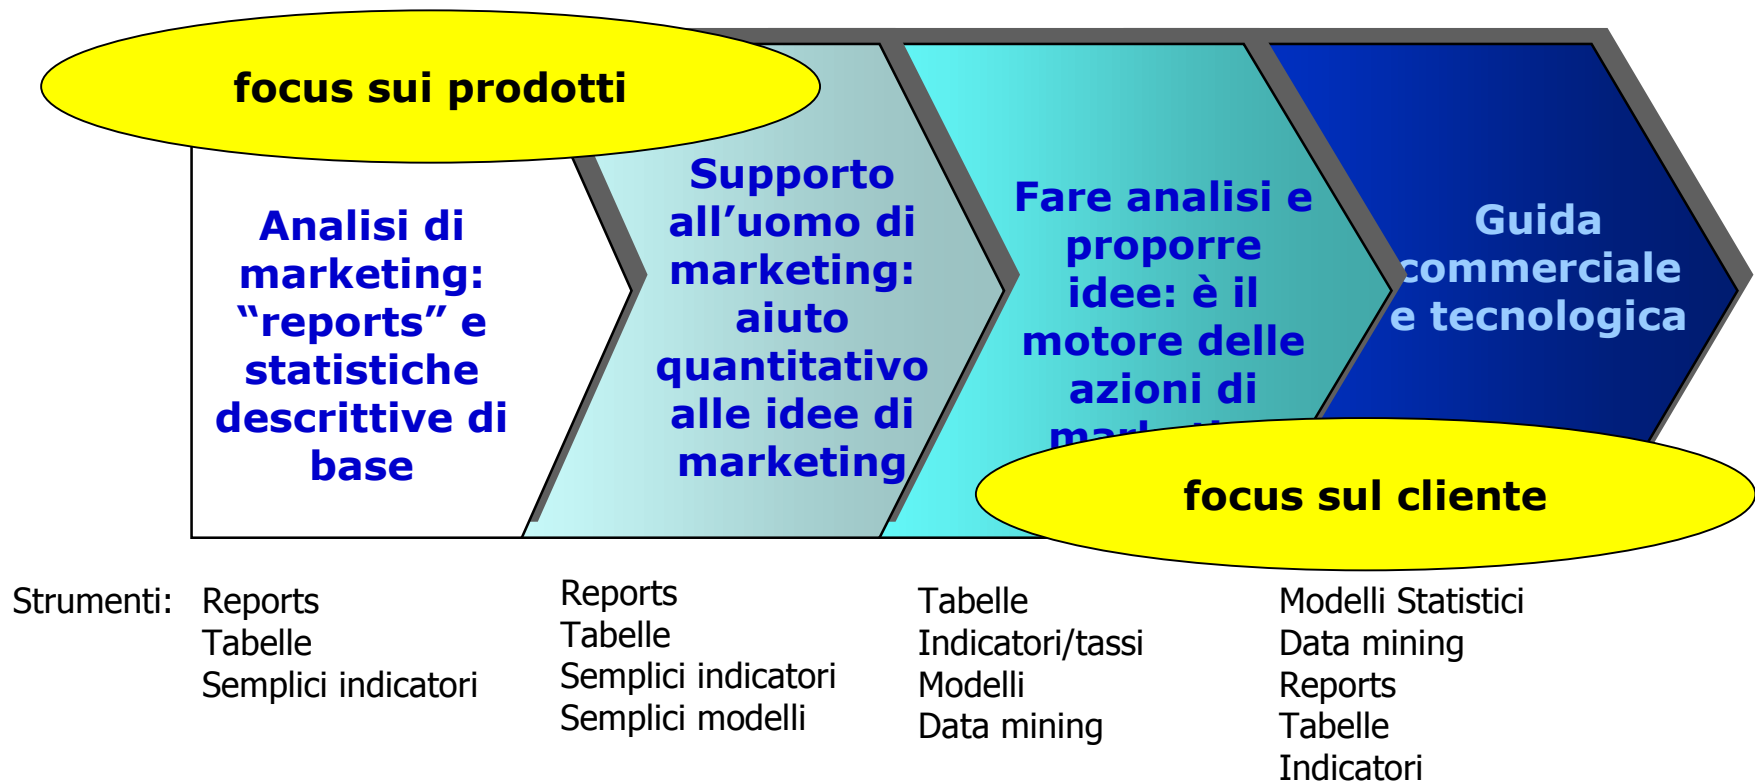 focus sui prodotti
Analisi di
marketing:
“reports” e
statistiche
descrittive di
base
Supporto
all’uomo di
marketing:
aiuto
quantitativo
alle idee di
marketing
Fare analisi e
proporre
idee: è il
motore delle
azioni di
Guida
commerciale
e tecnologica
focus sul cliente
Strumenti:
Reports
Tabelle
Semplici indicatori
Reports
Tabelle
Semplici indicatori
Semplici modelli
Tabelle
Indicatori/tassi
Modelli
Data mining
Modelli Statistici
Data mining
Reports
Tabelle
Indicatori